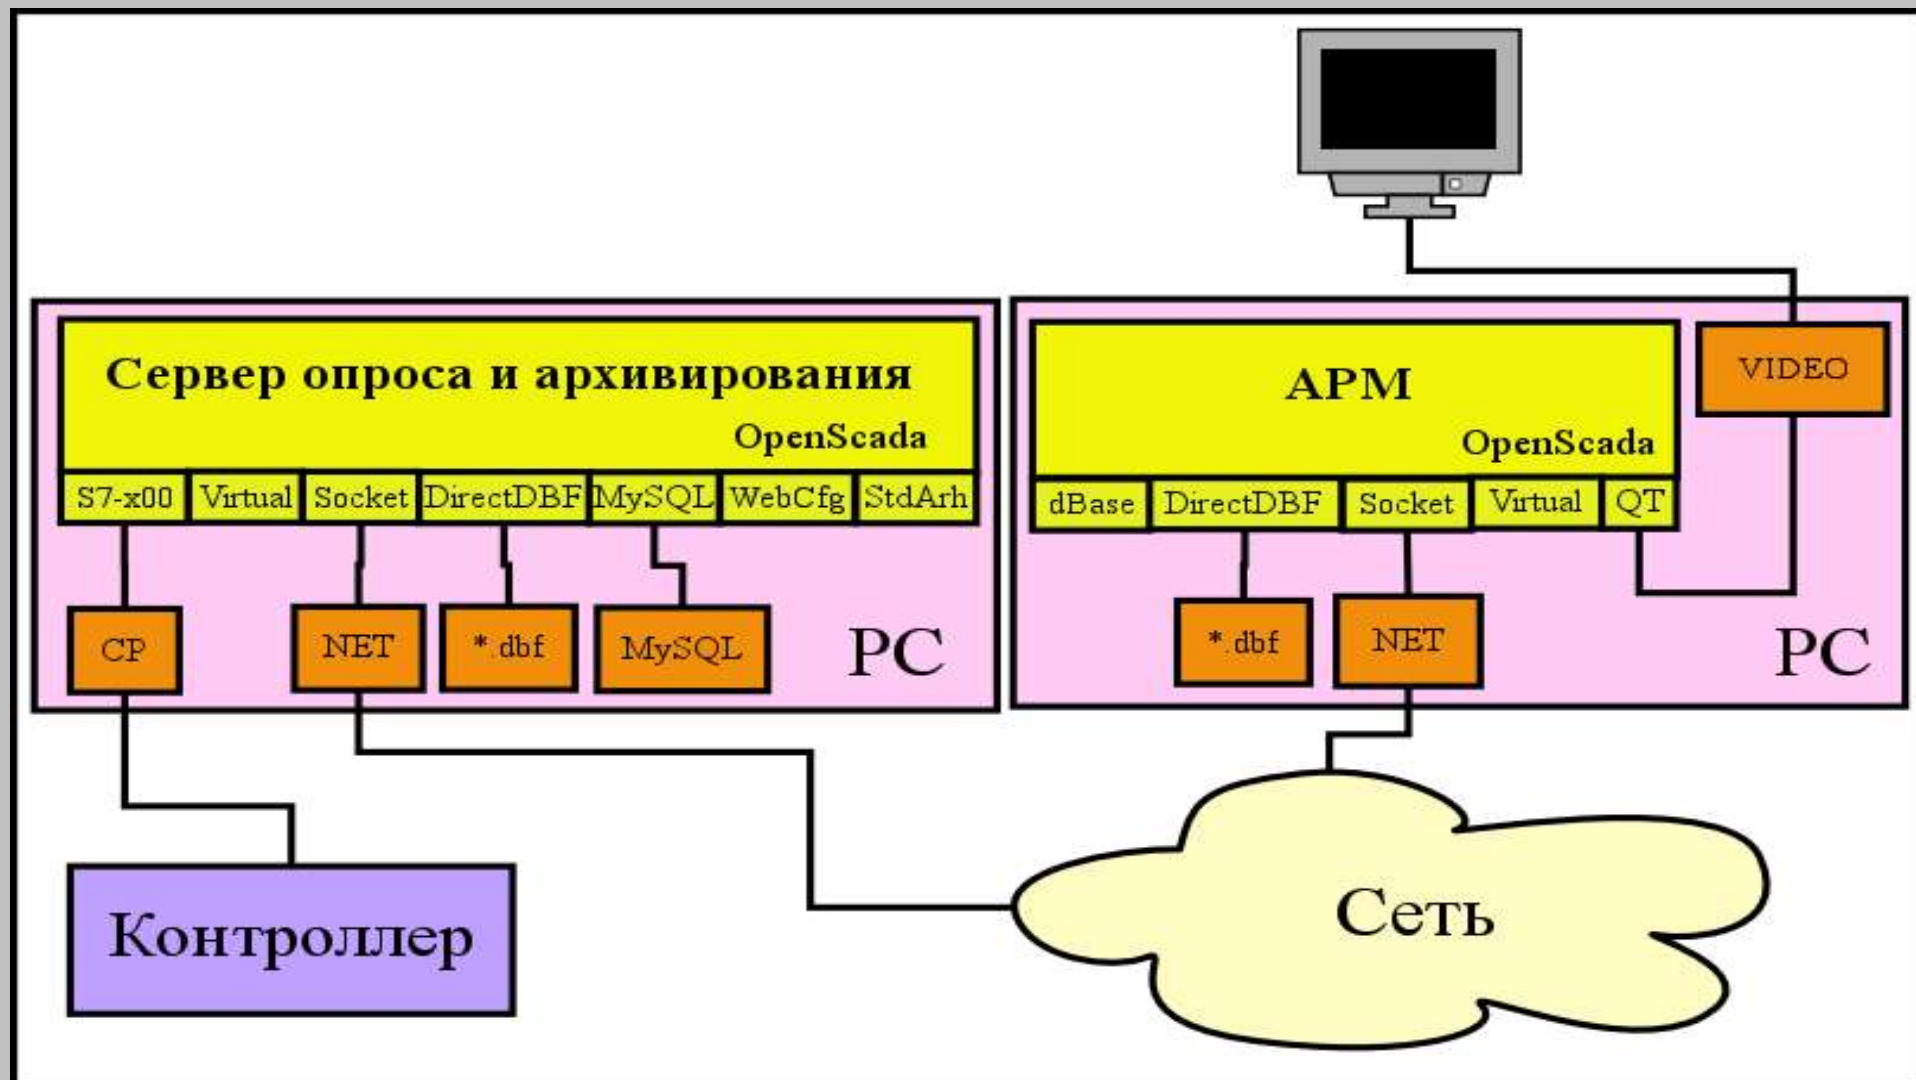 Сервер опроса и архивирования
OpenScada
S7-x00 Virtual Socket DirectDBF MySQL WebCfg StdArh
CP
NET
*.dbf
MySQL
PC
АРМ
OpenScada
VIDEO
dBase DirectDBF Socket Virtual QT
*.dbf
NET
PC
Контроллер
Сеть